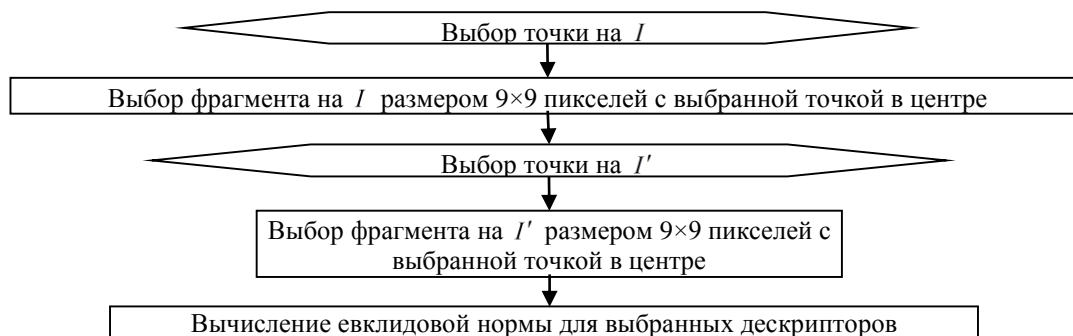 Выбор точки на I
Выбор фрагмента на I размером 9×9 пикселей с выбранной точкой в центре
Выбор точки на I′
Выбор фрагмента на I′ размером 9×9 пикселей с
выбранной точкой в центре
Вычисление евклидовой нормы для выбранных дескрипторов